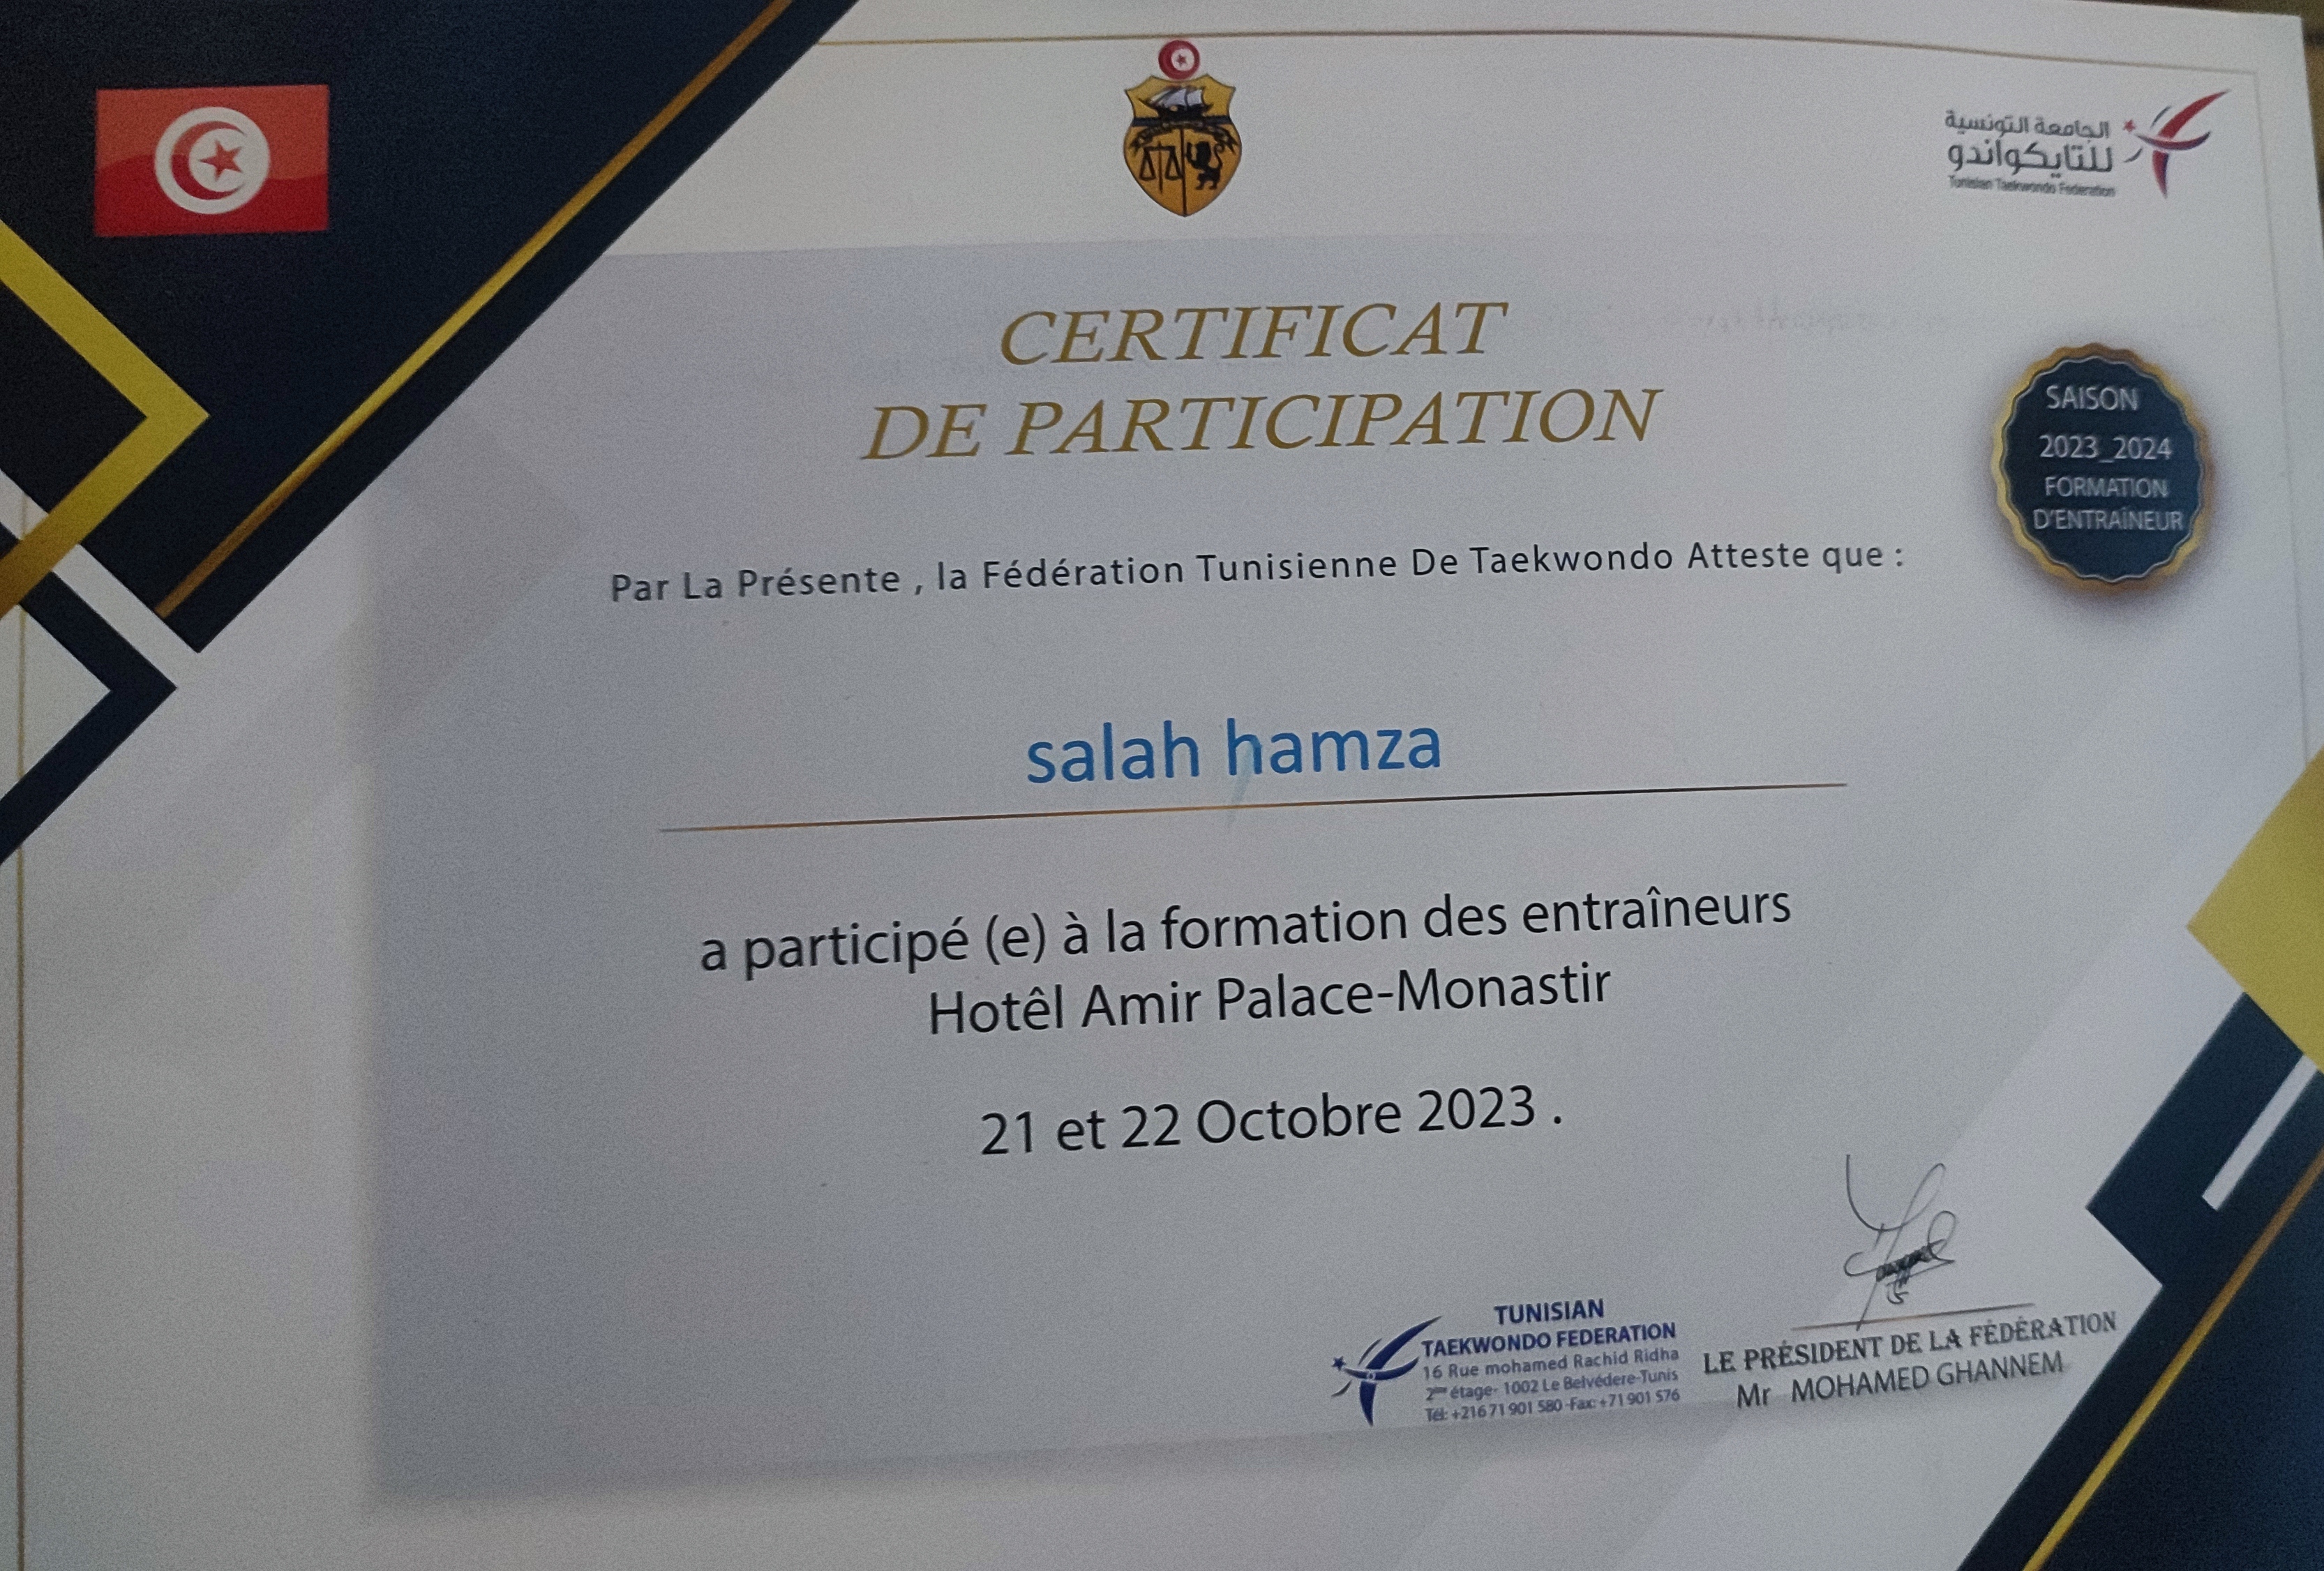 الجامعة التونسية
للتايكواندو
Tunisian Taekwondo Federation
CERTIFICAT
DE PARTICIPATION
SAISON
2023_2024
FORMATION
D'ENTRAÎNEUR
Par La Présente , la Fédération Tunisienne De Taekwondo Atteste que :
salah hamza
a participé (e) à la formation des entraîneurs
Hotêl Amir Palace-Monastir
21 et 22 Octobre 2023 .
TUNISIAN
TAEKWONDO FEDERATION
16 Rue mohamed Rachid Ridha
2ème étage- 1002 Le Belvédere-Tunis
Tél: +216 71 901 580 -Fax: +71 901 576
LE PRÉSIDENT DE LA FÉDÉRATION
Mr MOHAMED GHANNEM